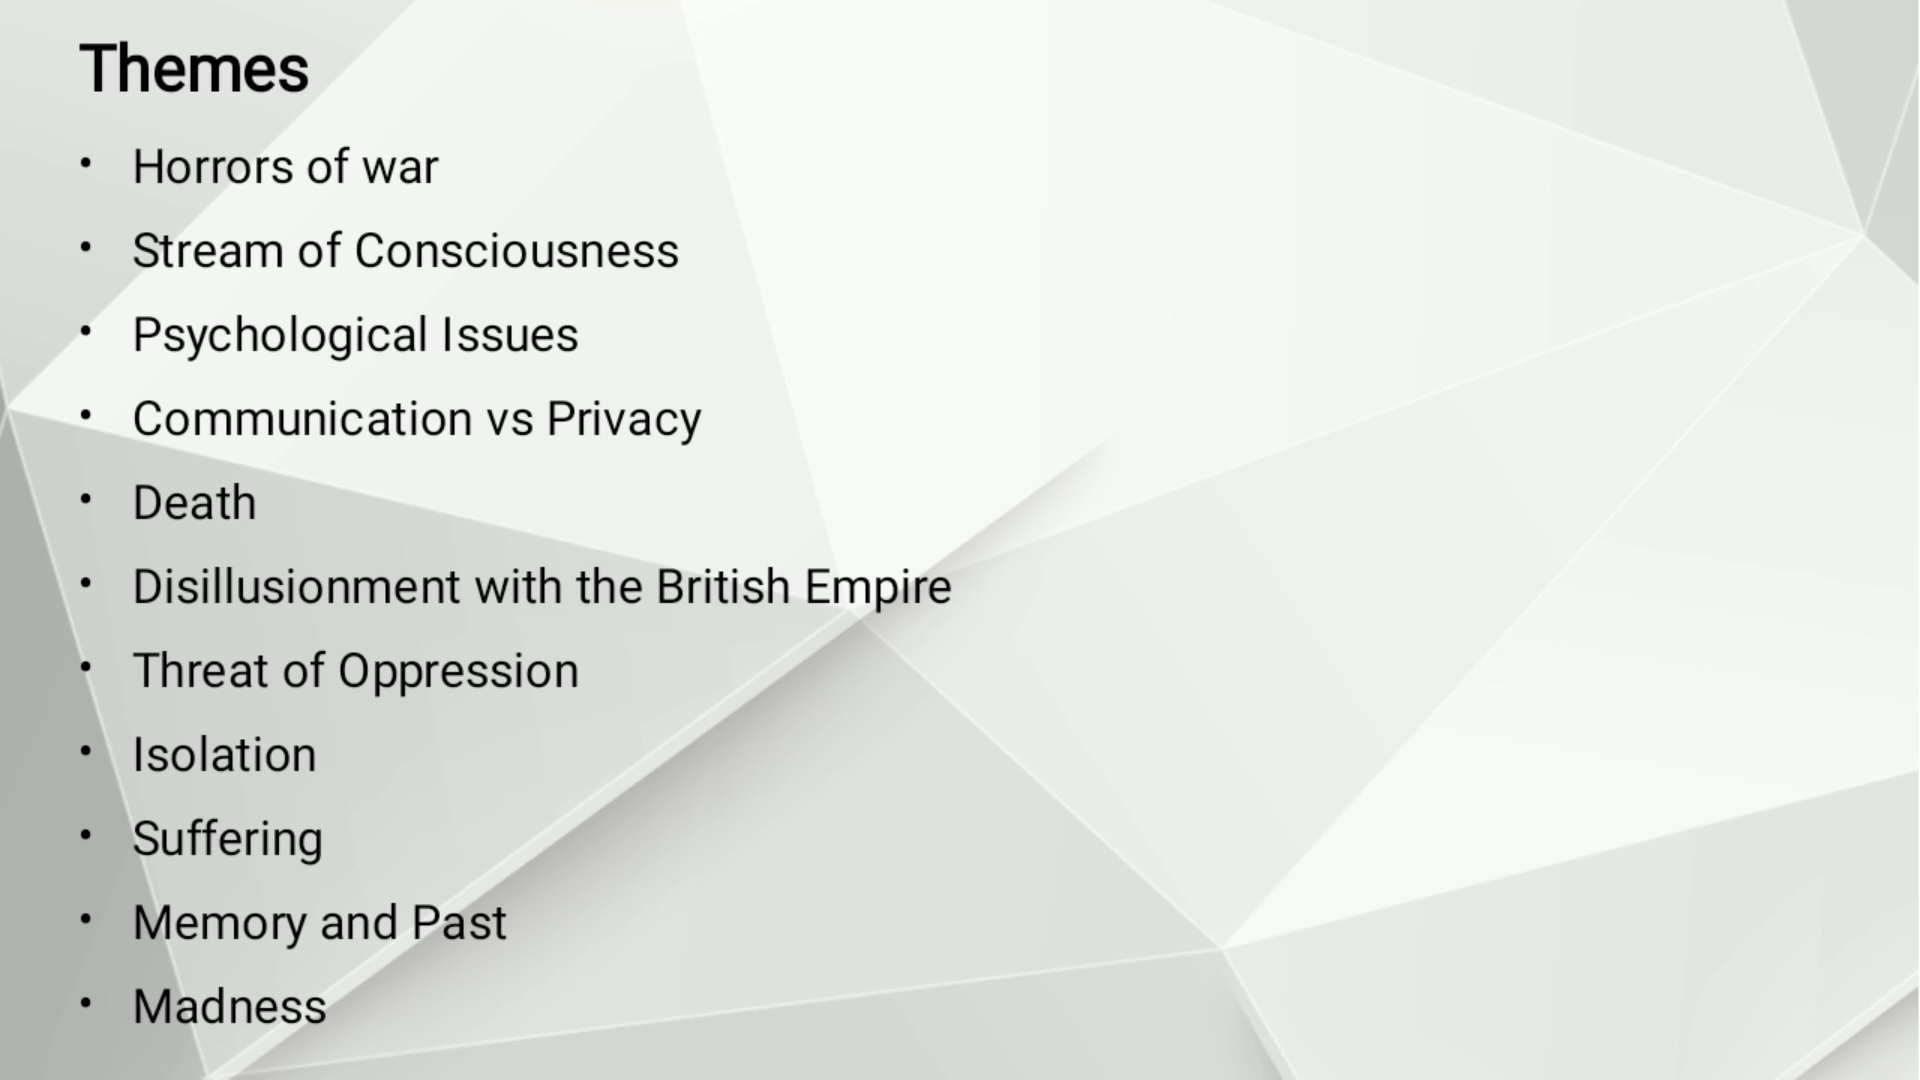 Themes
• Horrors of war
• Stream of Consciousness
• Psychological Issues
• Communication vs Privacy
• Death
• Disillusionment with the British Empire
• Threat of Oppression
• Isolation
• Suffering
• Memory and Past
• Madness